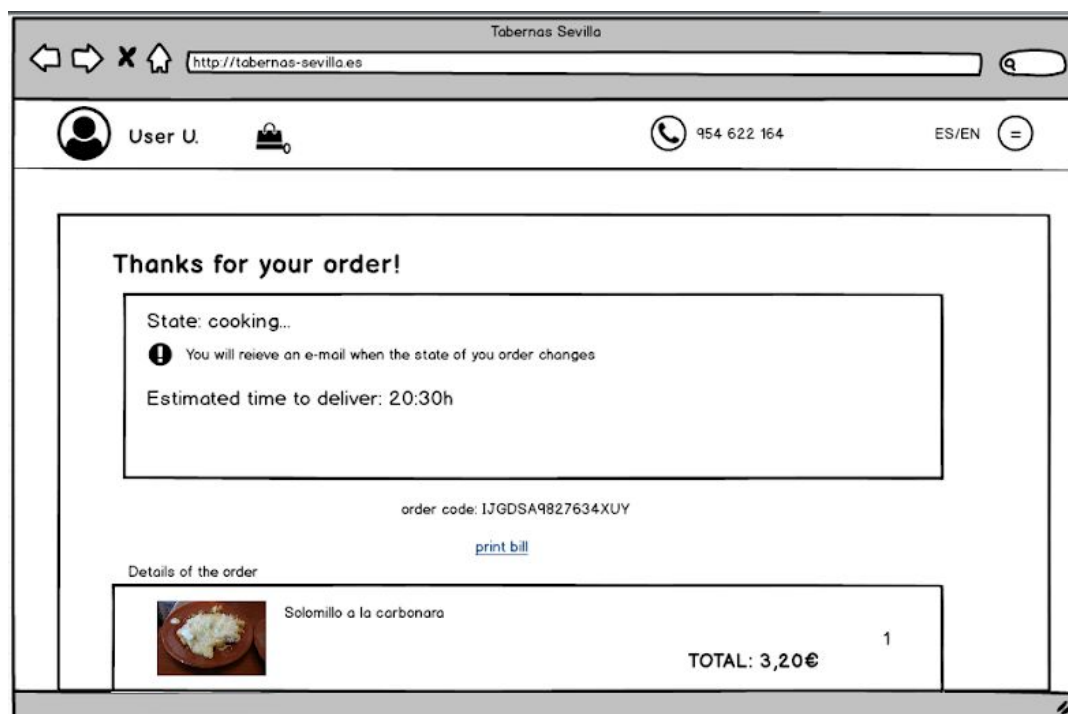 Tabernas Sevilla
http://tabernas-sevilla.es
User U.
0
954 622 164
ES/EN
=
Thanks for your order!
State: cooking...
! You will reieve an e-mail when the state of you order changes
Estimated time to deliver: 20:30h
order code: IJGDSA9827634XUY
print bill
Details of the order
Solomillo a la carbonara
1
TOTAL: 3,20€